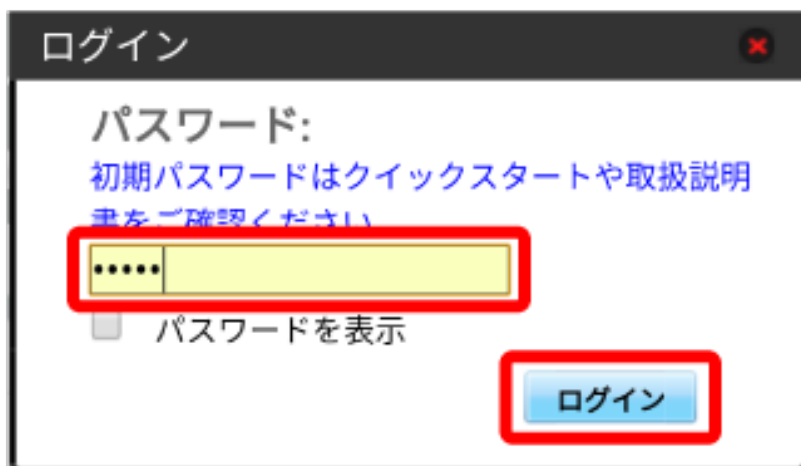 ログイン
パスワード:
初期パスワードはクイックスタートや取扱説明
書をご確認ください
•••••
パスワードを表示
ログイン